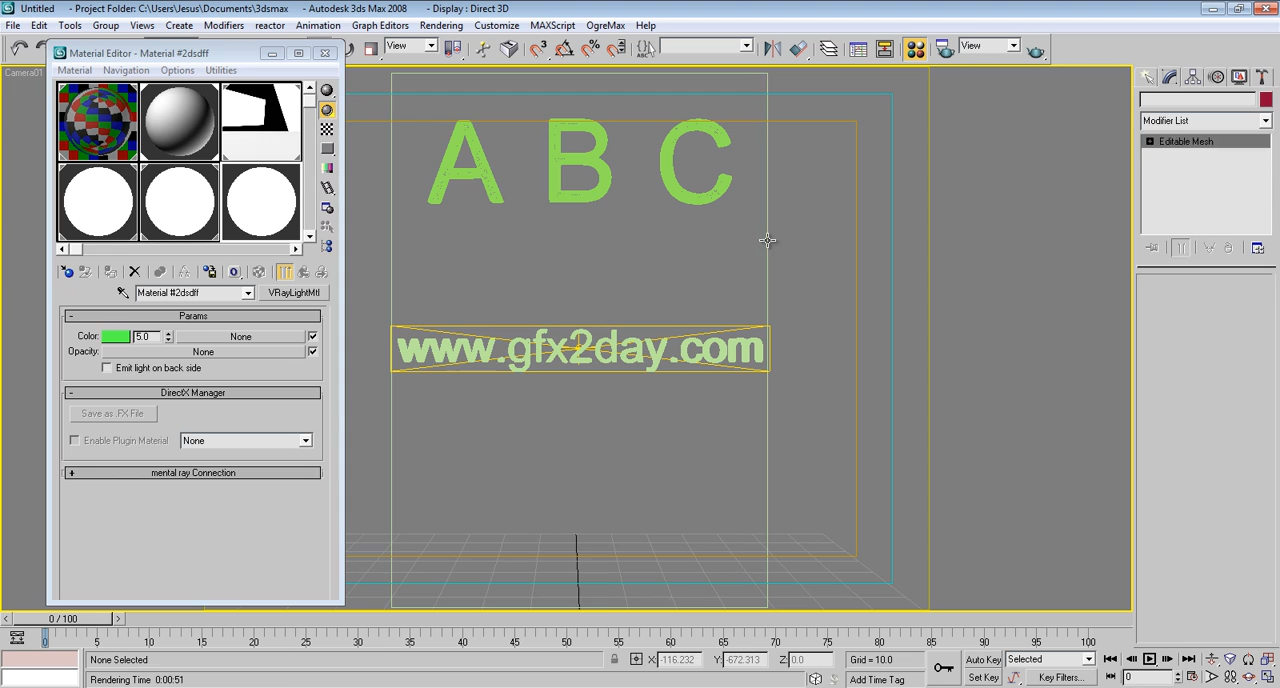 Untitled - Project Folder: C:\Users\Jesus\Documents\3dsmax - Autodesk 3ds Max 2008 - Display : Direct 3D
File Edit Tools Group Views Create Modifiers reactor Animation Graph Editors Rendering Customize MAXScript OgreMax Help
View View
Material Editor - Material #2dsdff
Material Navigation Options Utilities
Camera01
Modifier List
Editable Mesh
A B C
Material #2dsdff VRayLightMtl
- Params
Color: 5.0 None
Opacity: None
Emit light on back side
www.gfx2day.com
- DirectX Manager
Save as .FX File
Enable Plugin Material None
+ mental ray Connection
< 0 / 100 >
0 5 10 15 20 25 30 35 40 45 50 55 60 65 70 75 80 85 90 95 100
None Selected X: -116.232 Y: -672.313 Z: 0.0 Grid = 10.0 Auto Key Selected
Rendering Time 0:00:51 Add Time Tag Set Key Key Filters... 0